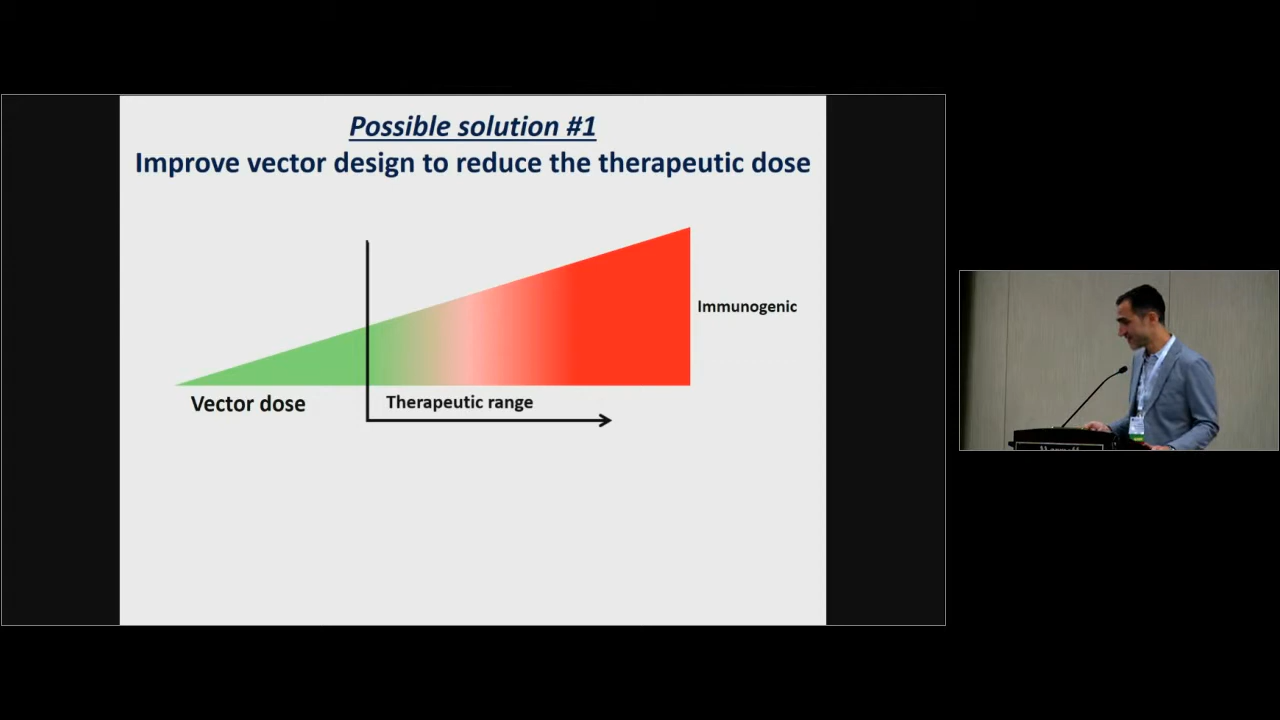 Possible solution #1
Improve vector design to reduce the therapeutic dose
Immunogenic
Vector dose
Therapeutic range